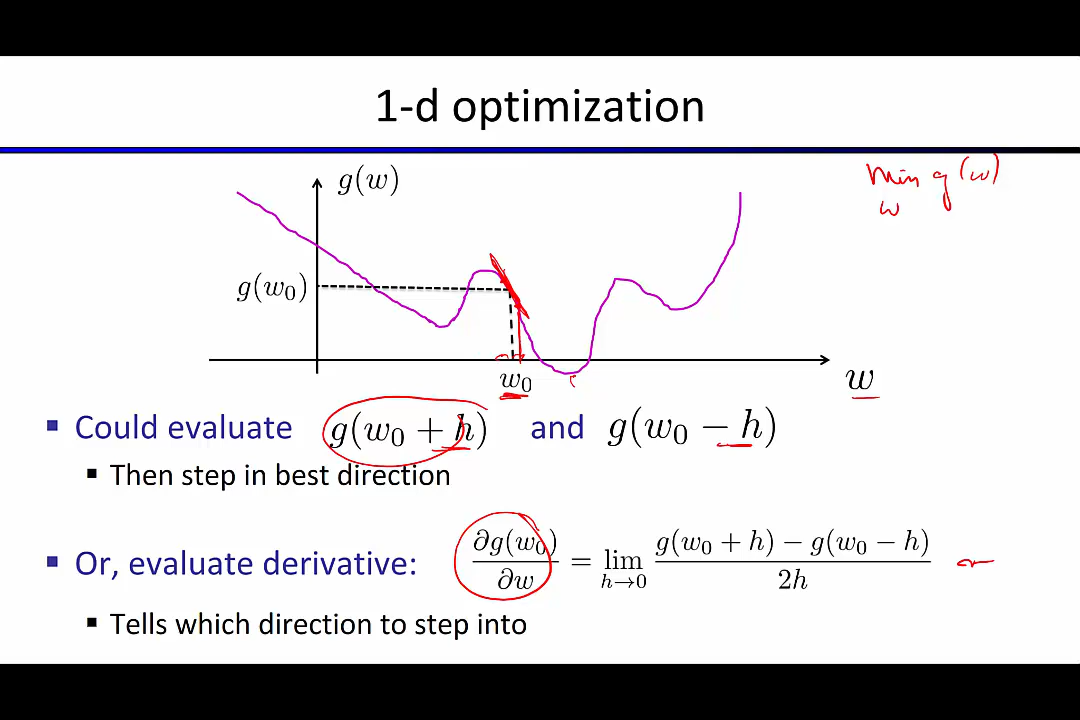 1-d optimization
g(w)
min g(w)
w
g(w₀)
w₀
w
▪ Could evaluate g(w₀ + h) and g(w₀ − h)
▪ Then step in best direction
▪ Or, evaluate derivative: ∂g(w₀)/∂w = lim h→0 (g(w₀ + h) − g(w₀ − h))/2h
▪ Tells which direction to step into